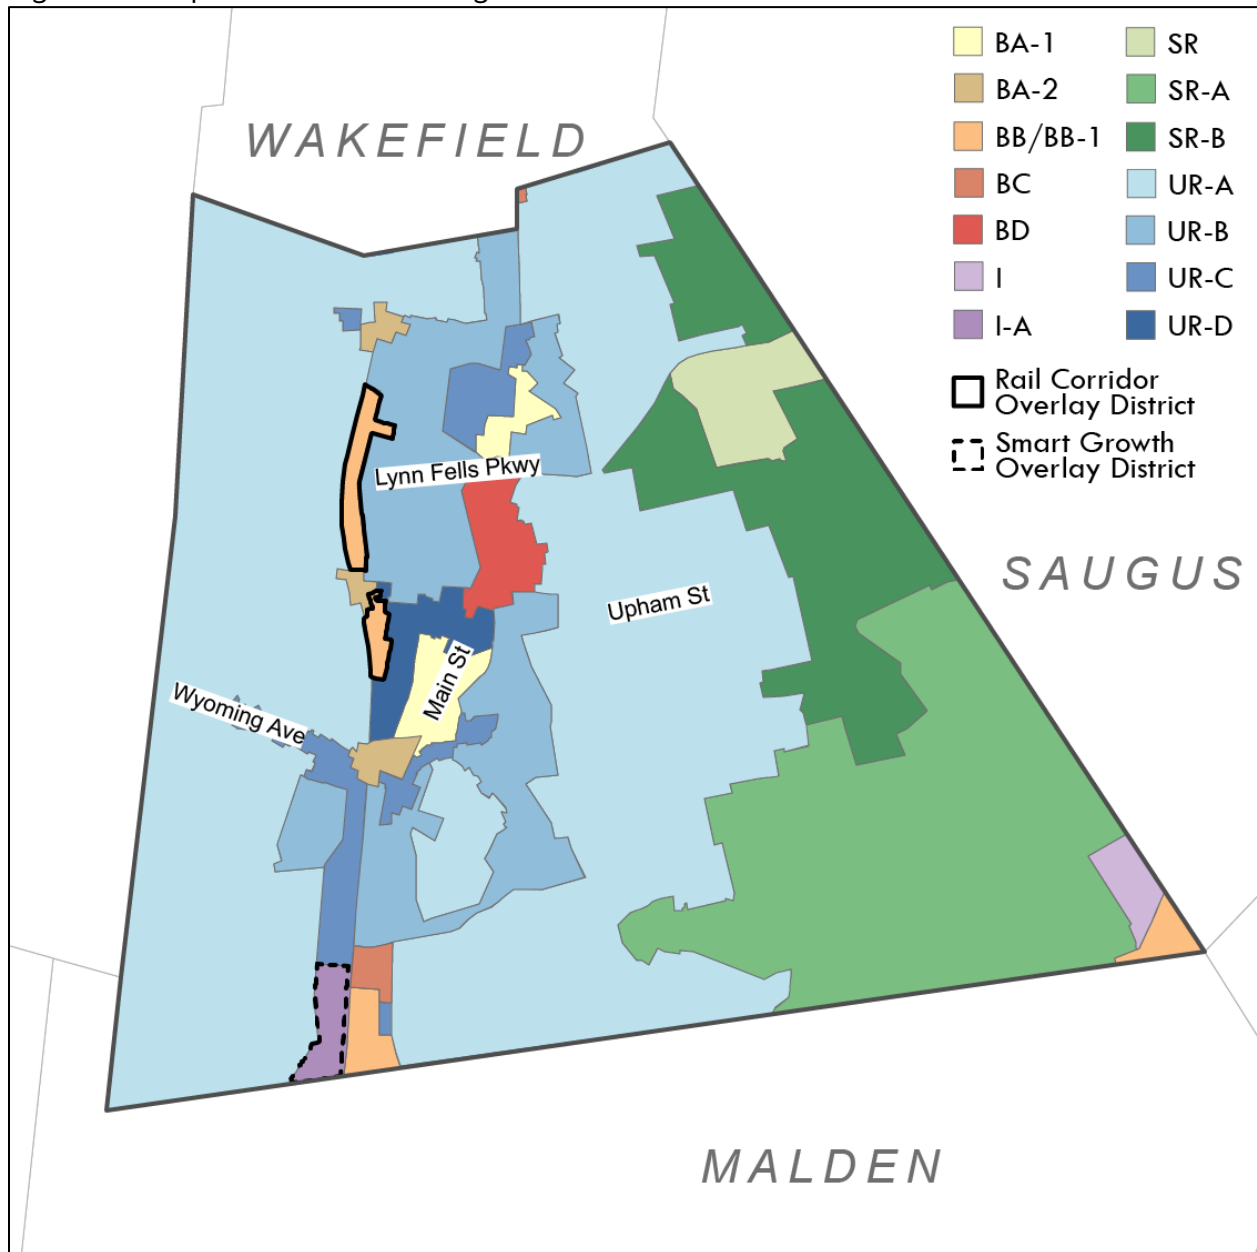 WAKEFIELD
BA-1
BA-2
BB/BB-1
BC
BD
I
I-A
SR
SR-A
SR-B
UR-A
UR-B
UR-C
UR-D
Rail Corridor
Overlay District
Smart Growth
Overlay District
Lynn Fells Pkwy
SAUGUS
Upham St
Main St
Wyoming Ave
MALDEN